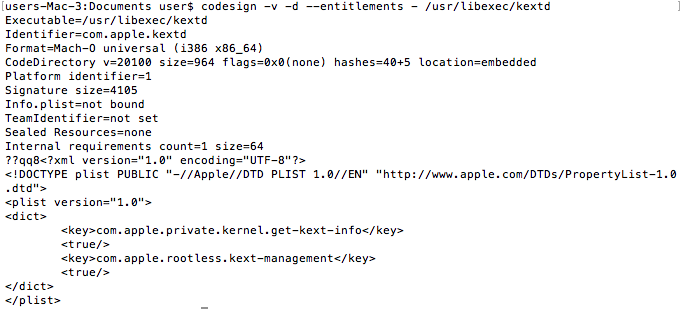 [users-Mac-3:Documents user$ codesign -v -d --entitlements - /usr/libexec/kextd ]
Executable=/usr/libexec/kextd
Identifier=com.apple.kextd
Format=Mach-O universal (i386 x86_64)
CodeDirectory v=20100 size=964 flags=0x0(none) hashes=40+5 location=embedded
Platform identifier=1
Signature size=4105
Info.plist=not bound
TeamIdentifier=not set
Sealed Resources=none
Internal requirements count=1 size=64
??qq8<?xml version="1.0" encoding="UTF-8"?>
<!DOCTYPE plist PUBLIC "-//Apple//DTD PLIST 1.0//EN" "http://www.apple.com/DTDs/PropertyList-1.0
.dtd">
<plist version="1.0">
<dict>
        <key>com.apple.private.kernel.get-kext-info</key>
        <true/>
        <key>com.apple.rootless.kext-management</key>
        <true/>
</dict>
</plist>